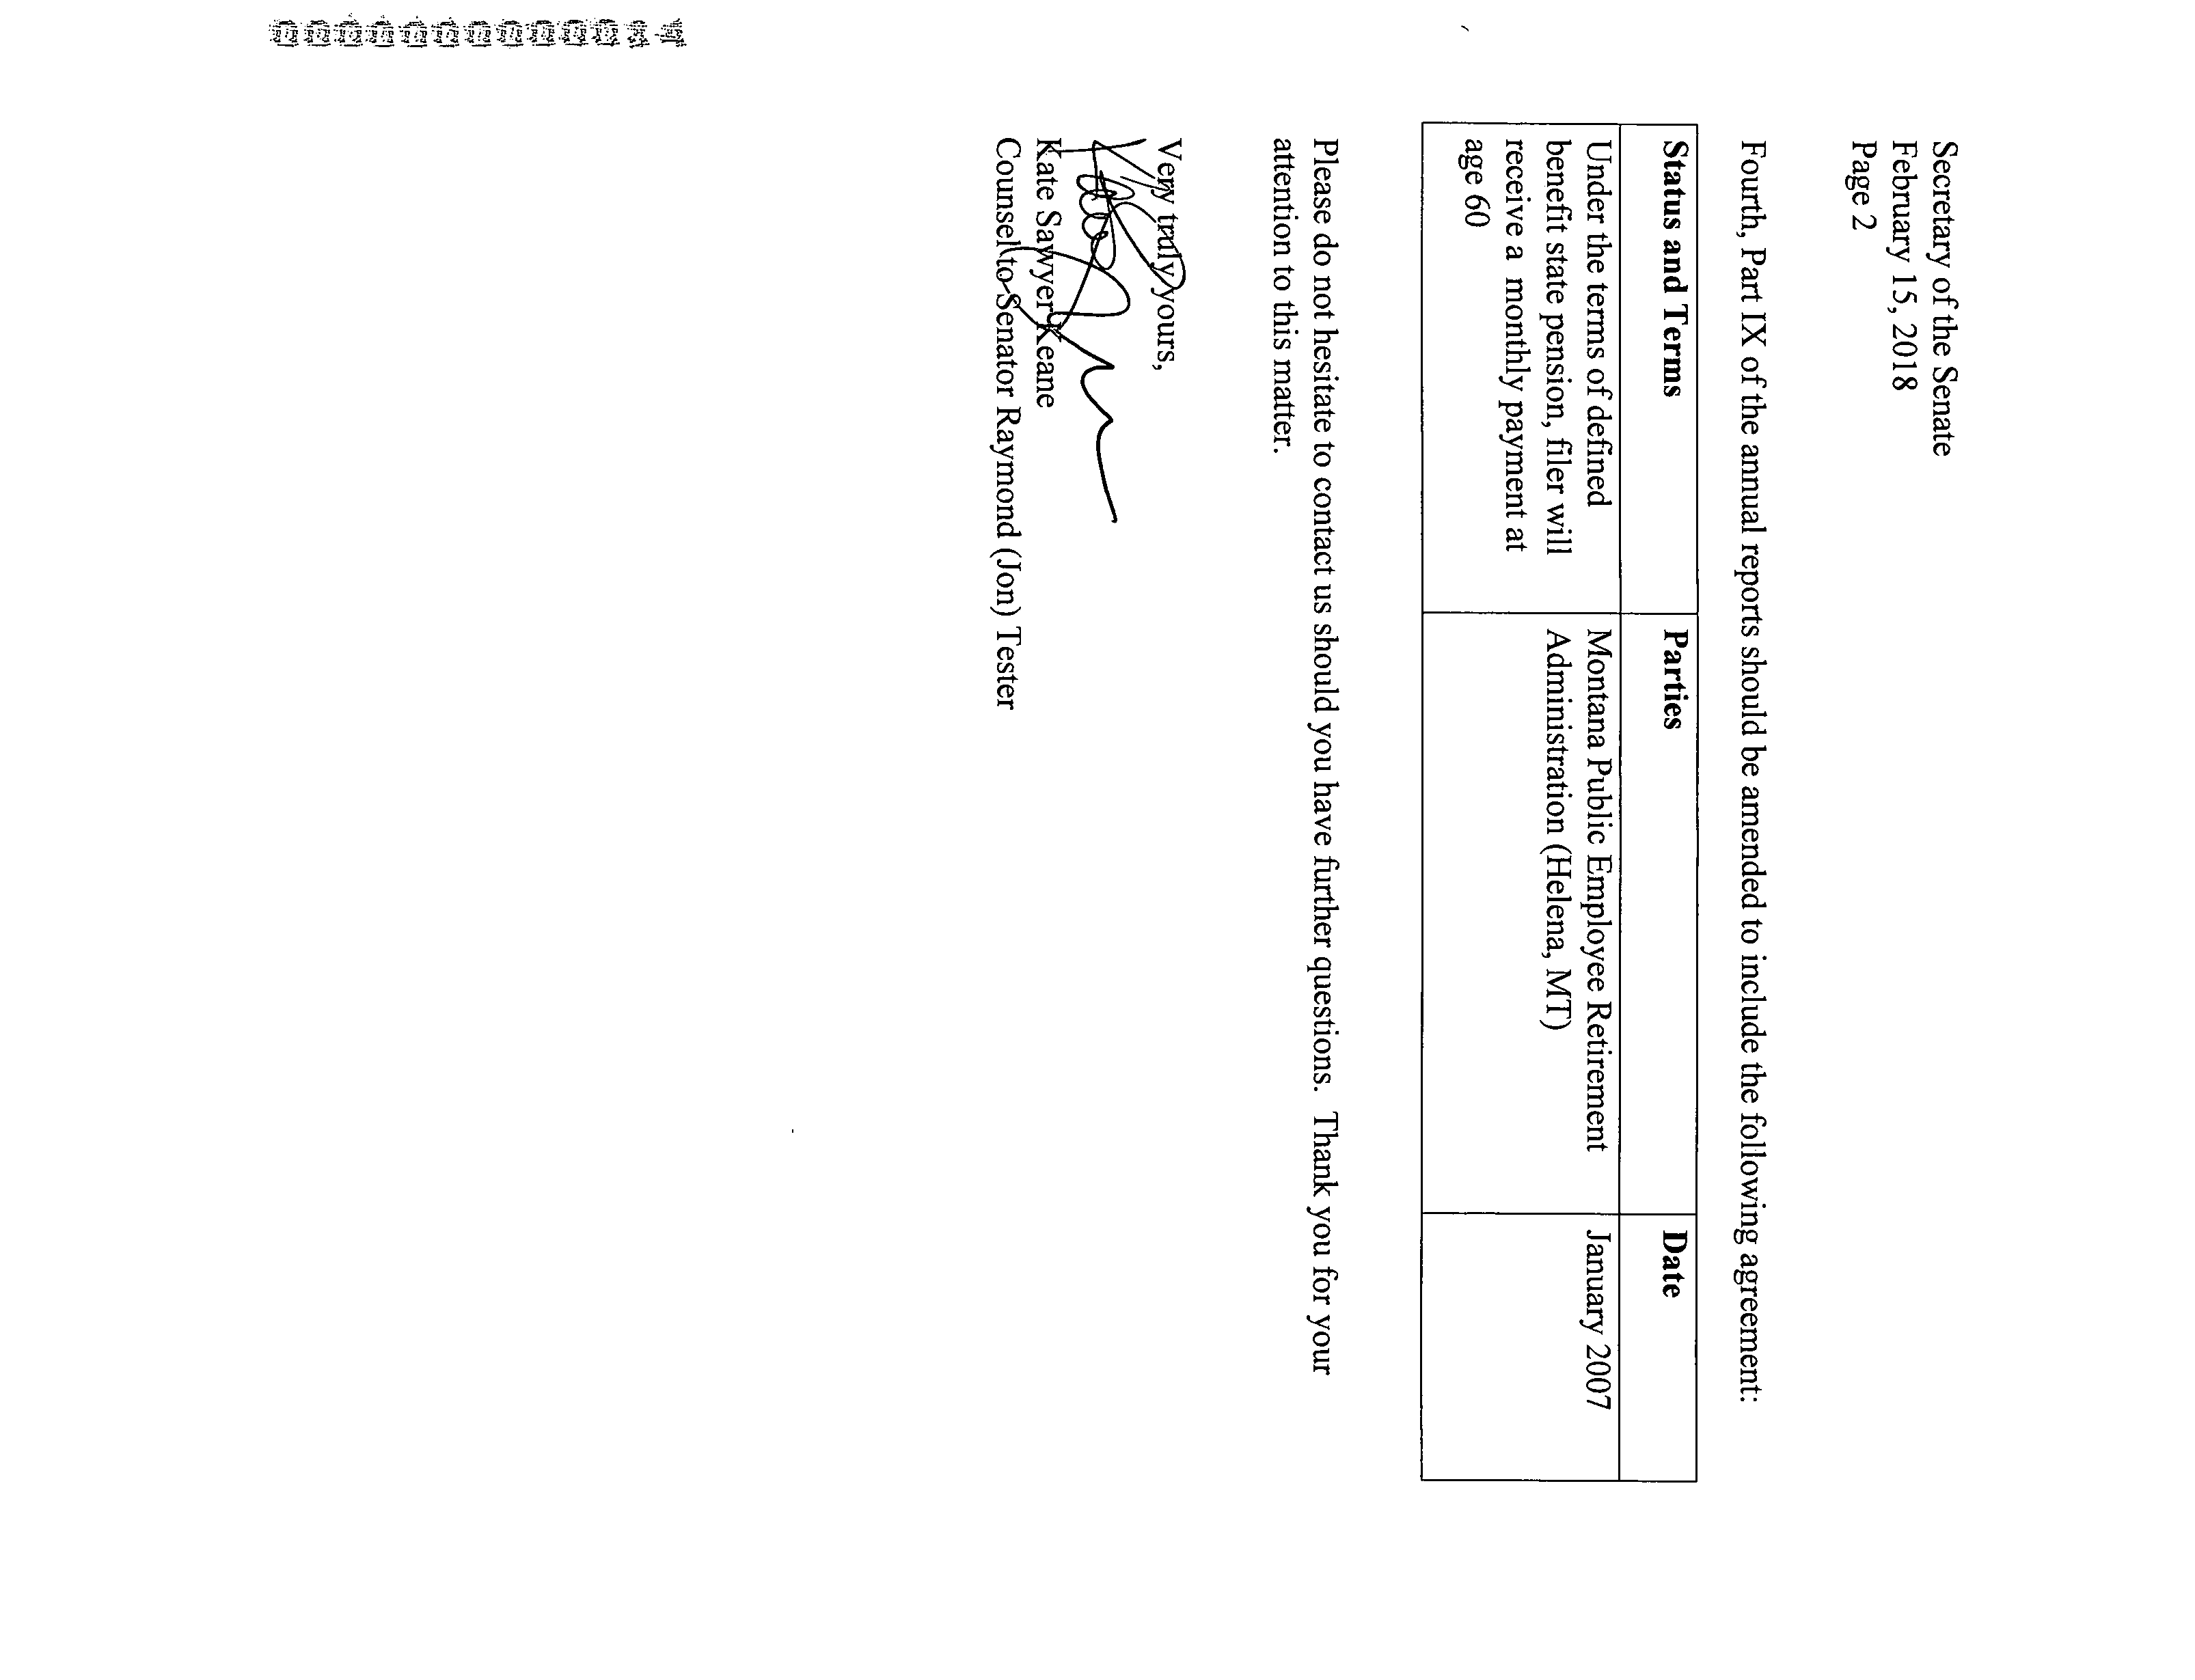 Secretary of the Senate
February 15, 2018
Page 2
Fourth, Part IX of the annual reports should be amended to include the following agreement:
Status and Terms Parties Date
Under the terms of defined benefit state pension, filer will receive a monthly payment at age 60
Montana Public Employee Retirement Administration (Helena, MT)
January 2007
Please do not hesitate to contact us should you have further questions. Thank you for your
attention to this matter.
Very truly yours,
Kate Sawyer Keane
Counsel to Senator Raymond (Jon) Tester